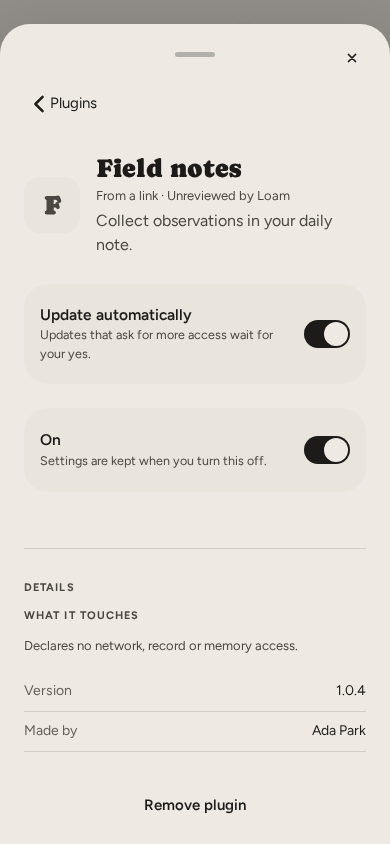 Plugins
Field notes
F
From a link · Unreviewed by Loam
Collect observations in your daily
note.
Update automatically
Updates that ask for more access wait for
your yes.
On
Settings are kept when you turn this off.
DETAILS
WHAT IT TOUCHES
Declares no network, record or memory access.
Version 1.0.4
Made by Ada Park
Remove plugin